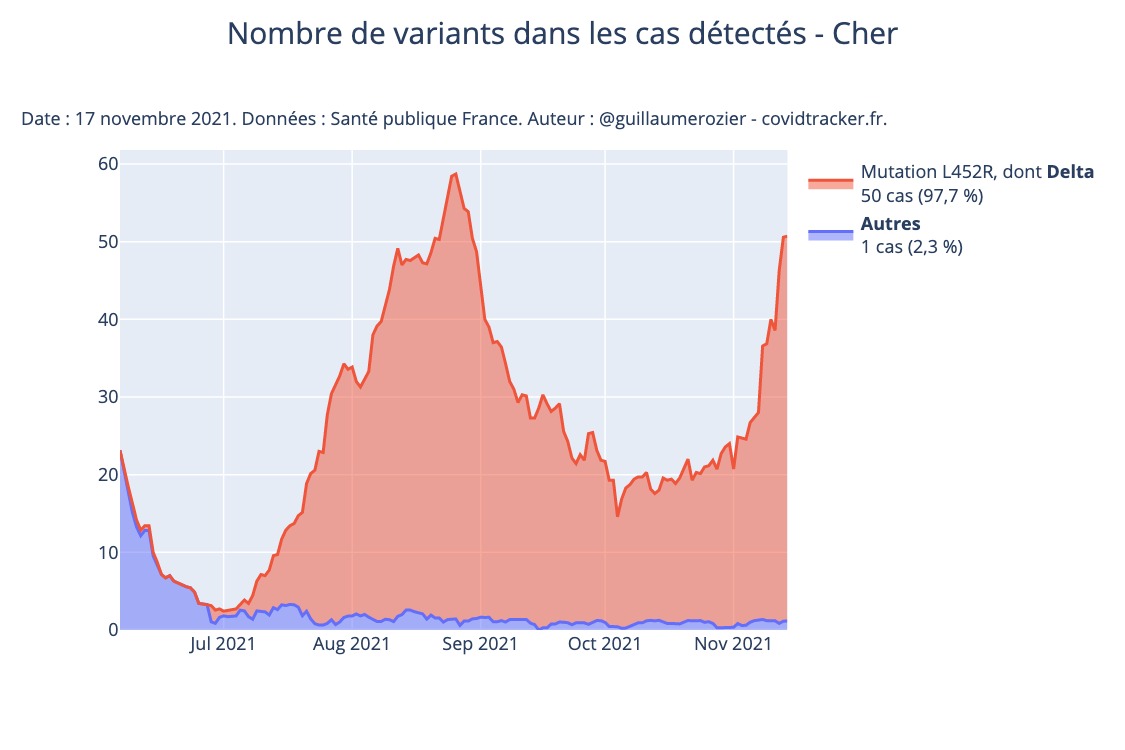 Nombre de variants dans les cas détectés - Cher
Date : 17 novembre 2021. Données : Santé publique France. Auteur : @guillaumerozier - covidtracker.fr.
60
50
40
30
20
10
0
Jul 2021
Aug 2021
Sep 2021
Oct 2021
Nov 2021
Mutation L452R, dont Delta
50 cas (97,7 %)
Autres
1 cas (2,3 %)